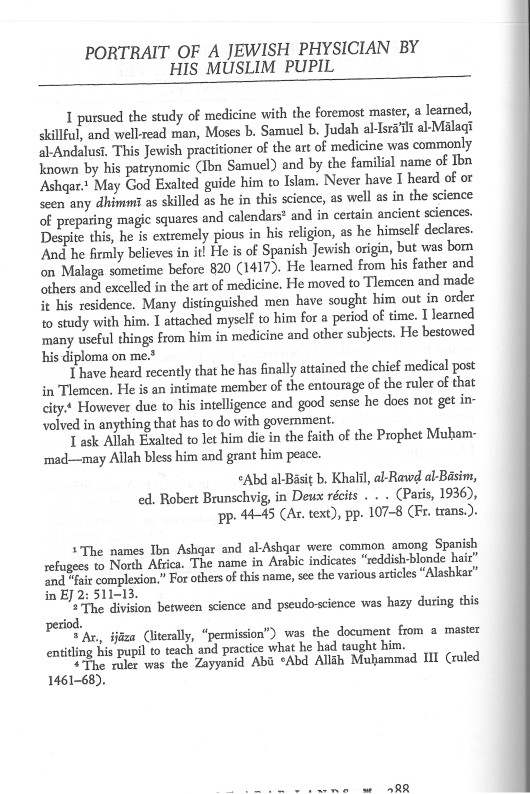 PORTRAIT OF A JEWISH PHYSICIAN BY
HIS MUSLIM PUPIL
I pursued the study of medicine with the foremost master, a learned,
skillful, and well-read man, Moses b. Samuel b. Judah al-Isrā'īlī al-Mālaqī
al-Andalusī. This Jewish practitioner of the art of medicine was commonly
known by his patrynomic (Ibn Samuel) and by the familial name of Ibn
Ashqar.¹ May God Exalted guide him to Islam. Never have I heard of or
seen any dhimmī as skilled as he in this science, as well as in the science
of preparing magic squares and calendars² and in certain ancient sciences.
Despite this, he is extremely pious in his religion, as he himself declares.
And he firmly believes in it! He is of Spanish Jewish origin, but was born
on Malaga sometime before 820 (1417). He learned from his father and
others and excelled in the art of medicine. He moved to Tlemcen and made
it his residence. Many distinguished men have sought him out in order
to study with him. I attached myself to him for a period of time. I learned
many useful things from him in medicine and other subjects. He bestowed
his diploma on me.³
I have heard recently that he has finally attained the chief medical post
in Tlemcen. He is an intimate member of the entourage of the ruler of that
city.⁴ However due to his intelligence and good sense he does not get in-
volved in anything that has to do with government.
I ask Allah Exalted to let him die in the faith of the Prophet Muḥam-
mad—may Allah bless him and grant him peace.
ᶜAbd al-Bāsiṭ b. Khalīl, al-Rawḍ al-Bāsim,
ed. Robert Brunschvig, in Deux récits . . . (Paris, 1936),
pp. 44–45 (Ar. text), pp. 107–8 (Fr. trans.).
¹ The names Ibn Ashqar and al-Ashqar were common among Spanish
refugees to North Africa. The name in Arabic indicates “reddish-blonde hair”
and “fair complexion.” For others of this name, see the various articles “Alashkar”
in EJ 2: 511–13.
² The division between science and pseudo-science was hazy during this
period.
³ Ar., ijāza (literally, “permission”) was the document from a master
entitling his pupil to teach and practice what he had taught him.
⁴ The ruler was the Zayyanid Abū ᶜAbd Allāh Muḥammad III (ruled
1461–68).
LANDS 288